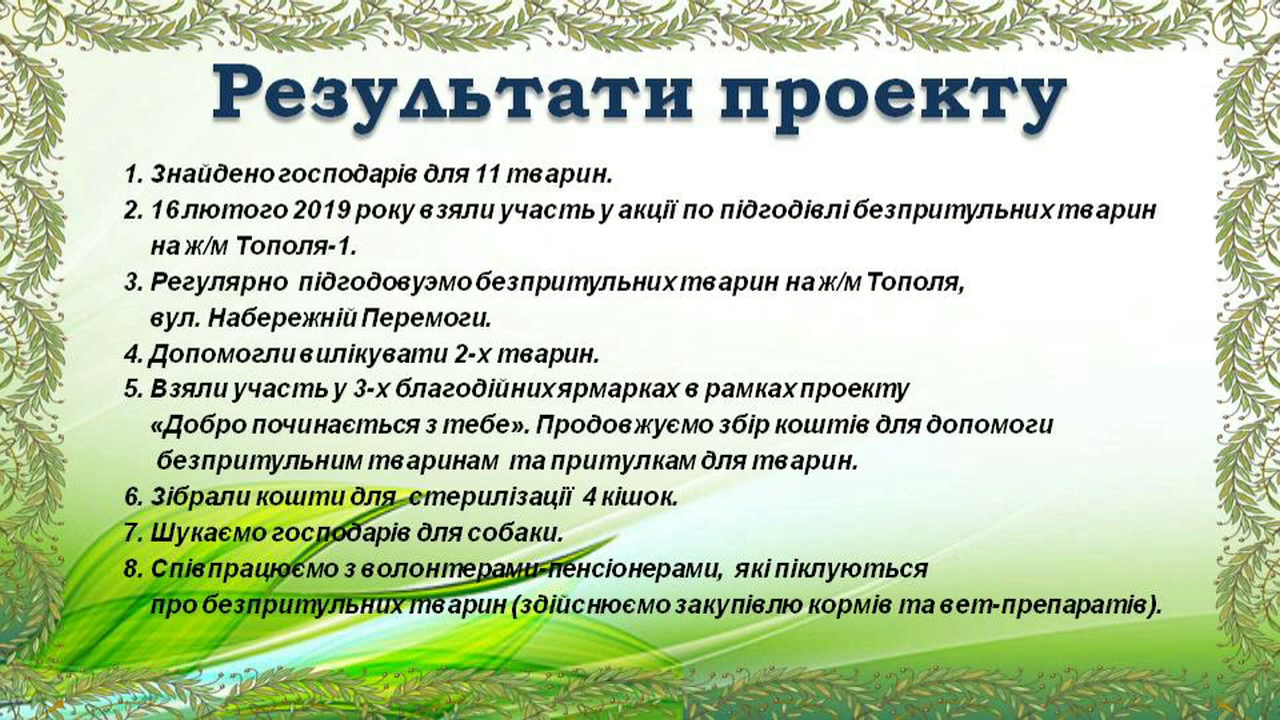 Результати проекту
1. Знайдено господарів для 11 тварин.
2. 16 лютого 2019 року взяли участь у акції по підгодівлі безпритульних тварин
на ж/м Тополя-1.
3. Регулярно підгодовуэмо безпритульних тварин на ж/м Тополя,
вул. Набережній Перемоги.
4. Допомогли вилікувати 2-х тварин.
5. Взяли участь у 3-х благодійних ярмарках в рамках проекту
«Добро починається з тебе». Продовжуємо збір коштів для допомоги
безпритульним тваринам та притулкам для тварин.
6. Зібрали кошти для стерилізації 4 кішок.
7. Шукаємо господарів для собаки.
8. Співпрацюємо з волонтерами-пенсіонерами, які піклуються
про безпритульних тварин (здійснюємо закупівлю кормів та вет-препаратів).